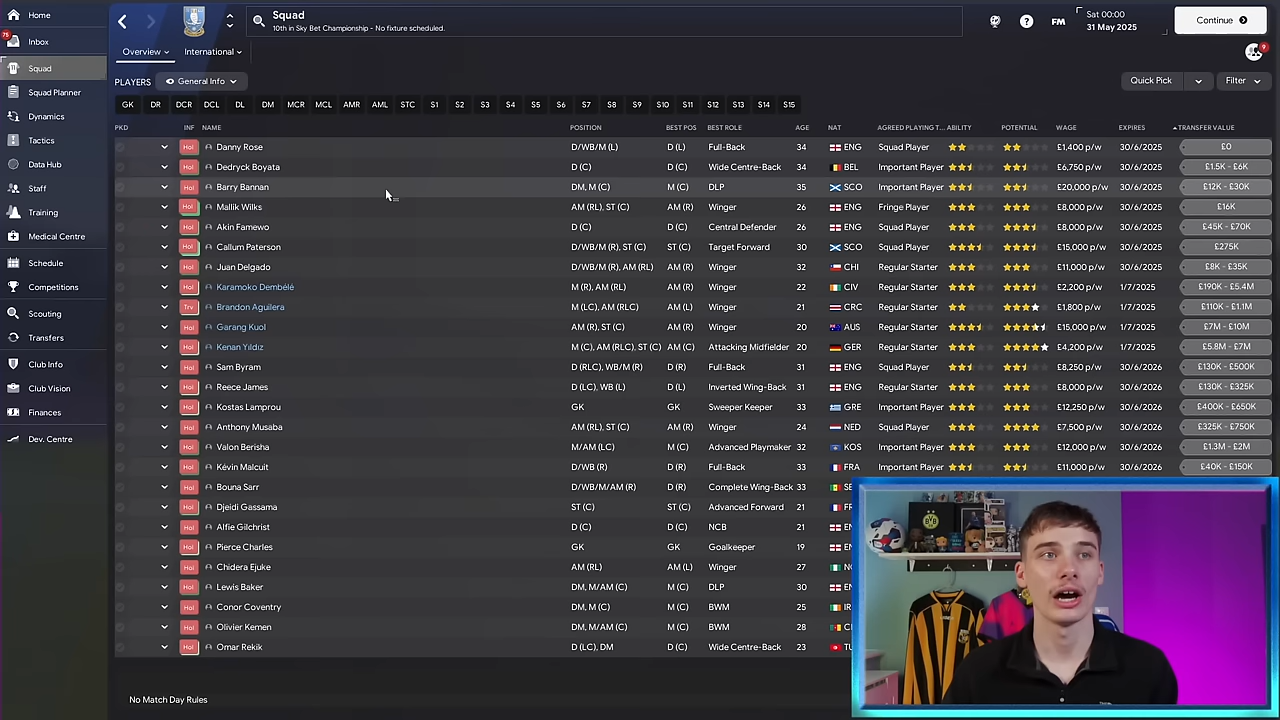 Home
76
Inbox
Squad
Squad Planner
Dynamics
Tactics
Data Hub
Staff
Training
Medical Centre
Schedule
Competitions
Scouting
Transfers
Club Info
Club Vision
Finances
Dev. Centre
Squad
10th in Sky Bet Championship - No fixture scheduled.
?
FM
Sat 00:00
31 May 2025
Continue
Overview
International
9
PLAYERS
General Info
Quick Pick
Filter
GK DR DCR DCL DL DM MCR MCL AMR AML STC S1 S2 S3 S4 S5 S6 S7 S8 S9 S10 S11 S12 S13 S14 S15
PKD INF NAME POSITION BEST POS BEST ROLE AGE NAT AGREED PLAYING T... ABILITY POTENTIAL WAGE EXPIRES TRANSFER VALUE
Hol Danny Rose D/WB/M (L) D (L) Full-Back 34 ENG Squad Player £1,400 p/w 30/6/2025 £0
Hol Dedryck Boyata D (C) D (C) Wide Centre-Back 34 BEL Important Player £6,750 p/w 30/6/2025 £1.5K - £6K
Hol Barry Bannan DM, M (C) M (C) DLP 35 SCO Important Player £20,000 p/w 30/6/2025 £12K - £30K
Hol Mallik Wilks AM (RL), ST (C) AM (R) Winger 26 ENG Fringe Player £8,000 p/w 30/6/2025 £16K
Hol Akin Famewo D (C) D (C) Central Defender 26 ENG Squad Player £8,000 p/w 30/6/2025 £45K - £70K
Hol Callum Paterson D/WB/M (R), ST (C) ST (C) Target Forward 30 SCO Squad Player £15,000 p/w 30/6/2025 £275K
Hol Juan Delgado D/WB/M (R), AM (RL) AM (R) Winger 32 CHI Regular Starter £11,000 p/w 30/6/2025 £8K - £35K
Hol Karamoko Dembélé M (R), AM (RL) AM (R) Winger 22 CIV Regular Starter £2,200 p/w 1/7/2025 £190K - £5.4M
Trv Brandon Aguilera M (LC), AM (RLC) AM (L) Winger 21 CRC Regular Starter £1,800 p/w 1/7/2025 £110K - £1.1M
Hol Garang Kuol AM (R), ST (C) AM (R) Winger 20 AUS Regular Starter £15,000 p/w 1/7/2025 £7M - £10M
Hol Kenan Yıldız M (C), AM (RLC), ST (C) AM (C) Attacking Midfielder 20 GER Regular Starter £4,200 p/w 1/7/2025 £5.8M - £7M
Hol Sam Byram D (RLC), WB/M (R) D (R) Full-Back 31 ENG Squad Player £8,250 p/w 30/6/2026 £130K - £500K
Hol Reece James D (LC), WB (L) D (L) Inverted Wing-Back 31 ENG Regular Starter £8,000 p/w 30/6/2026 £130K - £325K
Hol Kostas Lamprou GK GK Sweeper Keeper 33 GRE Important Player £12,250 p/w 30/6/2026 £400K - £650K
Hol Anthony Musaba AM (RL), ST (C) AM (R) Winger 24 NED Squad Player £7,500 p/w 30/6/2026 £325K - £750K
Hol Valon Berisha M/AM (LC) M (C) Advanced Playmaker 32 KOS Important Player £12,000 p/w 30/6/2026 £1.3M - £2M
Hol Kévin Malcuit D/WB (R) D (R) Full-Back 33 FRA Important Player £11,000 p/w 30/6/2026 £40K - £150K
Hol Bouna Sarr D/WB/M/AM (R) D (R) Complete Wing-Back 33
Hol Djeidi Gassama ST (C) ST (C) Advanced Forward 21
Hol Alfie Gilchrist D (C) D (C) NCB 21
Hol Pierce Charles GK GK Goalkeeper 19
Hol Chidera Ejuke AM (RL) AM (L) Winger 27
Hol Lewis Baker DM, M/AM (C) M (C) DLP 30
Hol Conor Coventry DM, M (C) M (C) BWM 25
Hol Olivier Kemen DM, M/AM (C) M (C) BWM 28
Hol Omar Rekik D (LC), DM D (C) Wide Centre-Back 23
No Match Day Rules